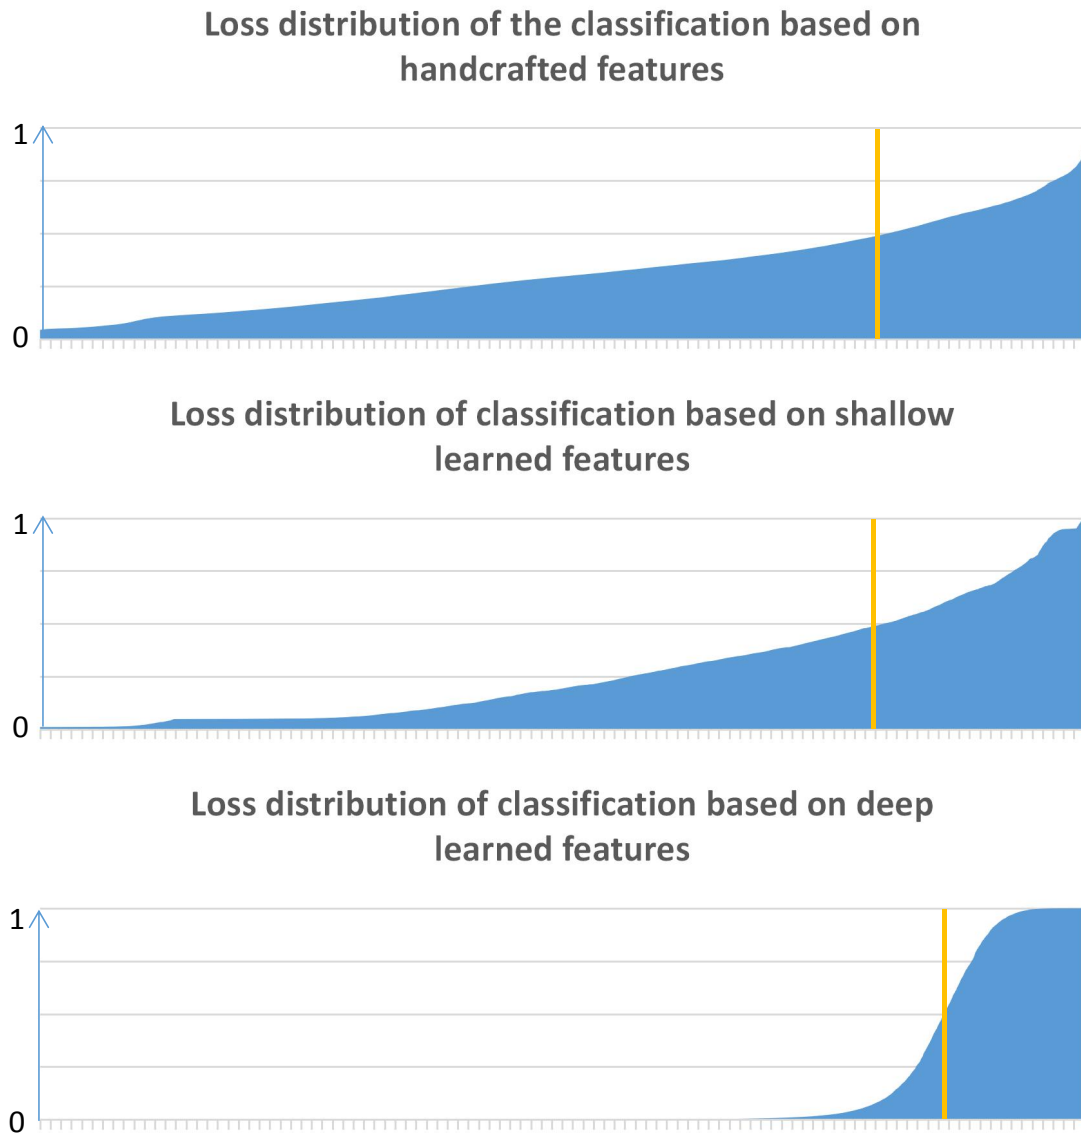 Loss distribution of the classification based on
handcrafted features
1
0
Loss distribution of classification based on shallow
learned features
1
0
Loss distribution of classification based on deep
learned features
1
0